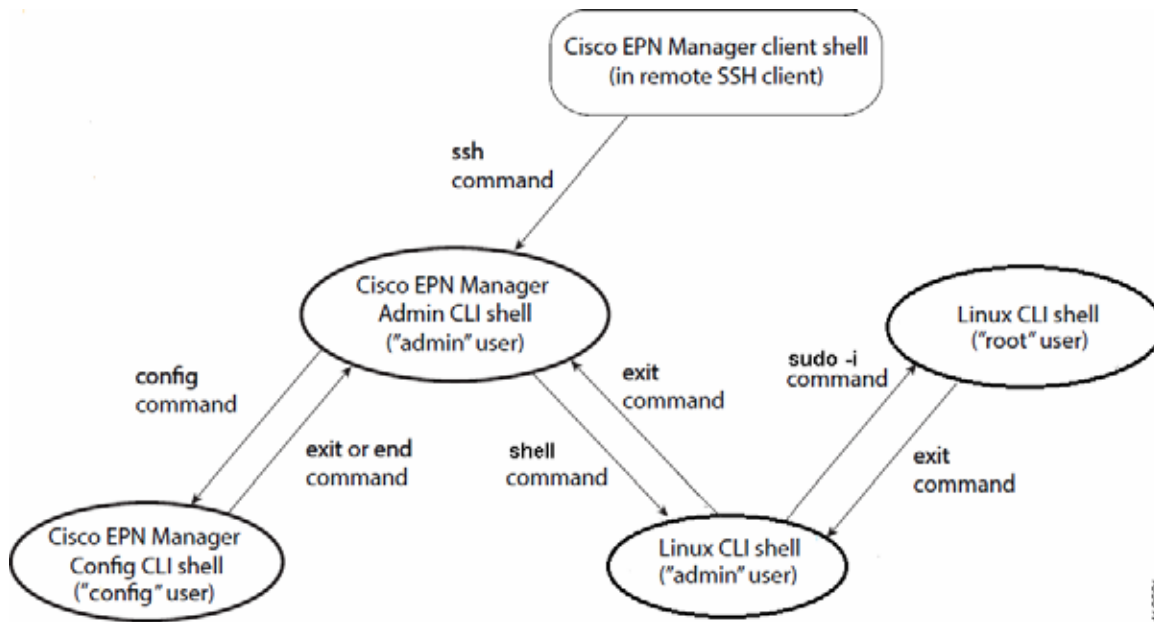 Cisco EPN Manager client shell
(in remote SSH client)
ssh
command
Cisco EPN Manager
Admin CLI shell
("admin" user)
Linux CLI shell
("root" user)
config
command
exit
command
sudo -i
command
exit or end
command
shell
command
exit
command
Cisco EPN Manager
Config CLI shell
("config" user)
Linux CLI shell
("admin" user)